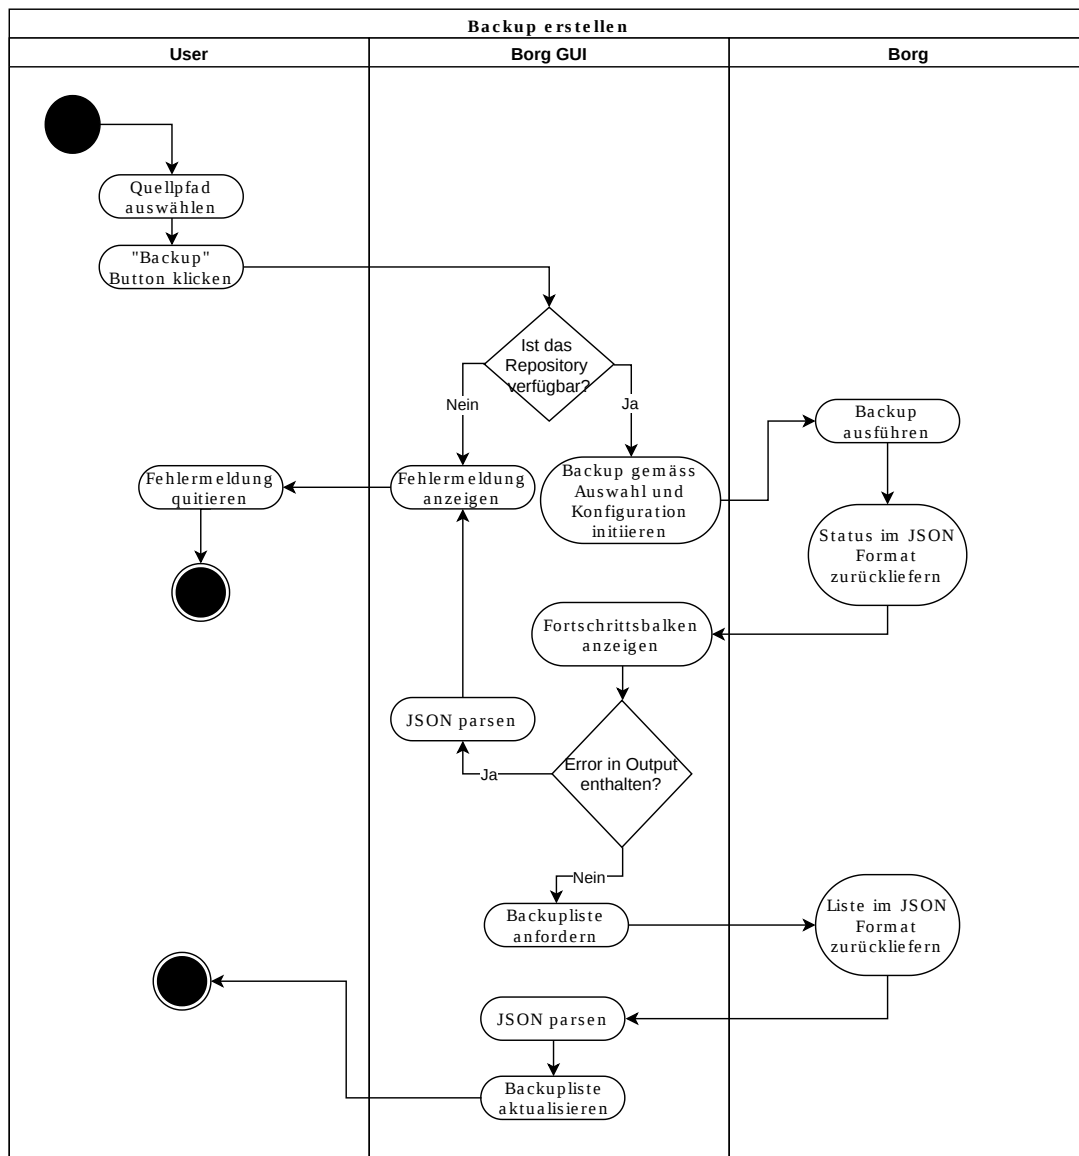 Backup erstellen
User
Borg GUI
Borg
Quellpfad
auswählen
"Backup"
Button klicken
Ist das
Repository
verfügbar?
Nein
Ja
Backup
ausführen
Fehlermeldung
quitieren
Fehlermeldung
anzeigen
Backup gemäss
Auswahl und
Konfiguration
initiieren
Status im JSON
Format
zurückliefern
Fortschrittsbalken
anzeigen
JSON parsen
Error in Output
enthalten?
Ja
Nein
Backupliste
anfordern
Liste im JSON
Format
zurückliefern
JSON parsen
Backupliste
aktualisieren